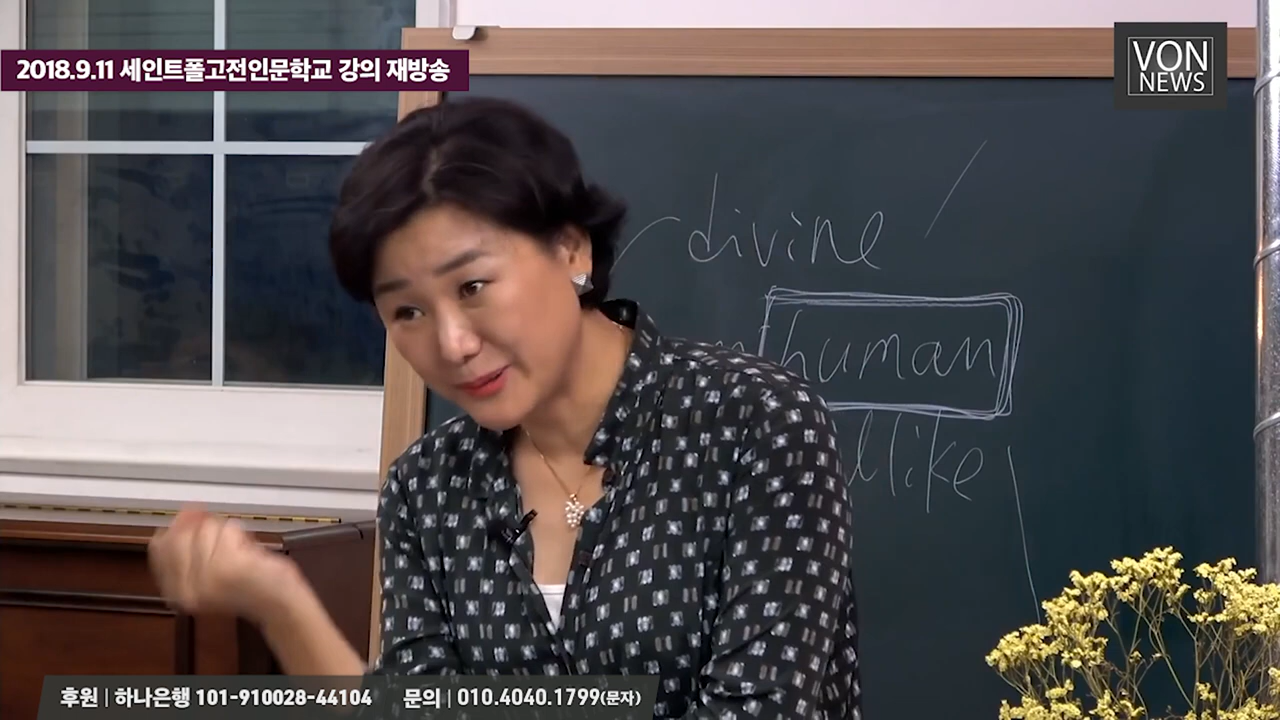 2018.9.11 세인트폴고전인문학교 강의 재방송
VON
NEWS
divine
human
like
후원 | 하나은행 101-910028-44104 문의 | 010.4040.1799(문자)